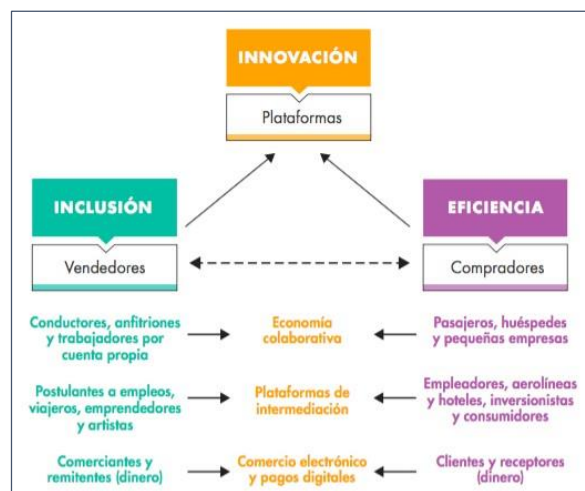 INNOVACIÓN
Plataformas
INCLUSIÓN
Vendedores
EFICIENCIA
Compradores
Conductores, anfitriones
y trabajadores por
cuenta propia
Economía
colaborativa
Pasajeros, huéspedes
y pequeñas empresas
Postulantes a empleos,
viajeros, emprendedores
y artistas
Plataformas de
intermediación
Empleadores, aerolíneas
y hoteles, inversionistas
y consumidores
Comerciantes y
remitentes (dinero)
Comercio electrónico
y pagos digitales
Clientes y receptores
(dinero)